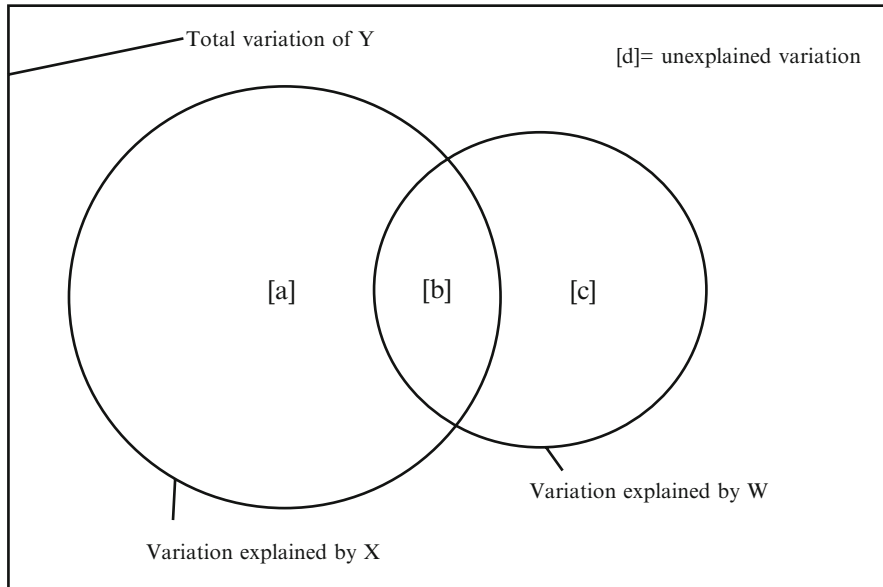 Total variation of Y
[d]= unexplained variation
[a]
[b]
[c]
Variation explained by W
Variation explained by X